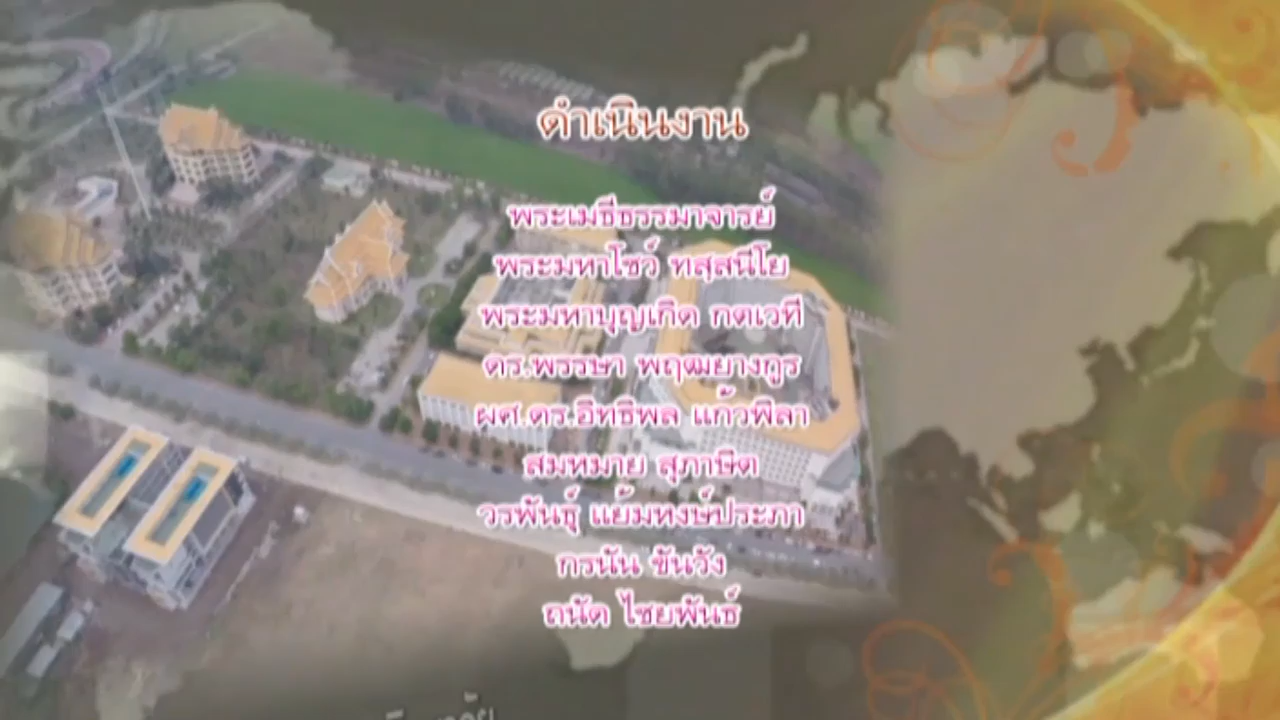 ดำเนินงาน
พระเมธีธรรมาจารย์
พระมหาโชว์ ทสฺสนีโย
พระมหาบุญเกิด กตเวที
ดร.พรรษา พฤฒยางกูร
ผศ.ดร.อิทธิพล แก้วพิลา
สมหมาย สุภาษิต
วรพันธุ์ แย้มหงษ์ประภา
กรนัน ขันวัง
ถนัด ไชยพันธ์